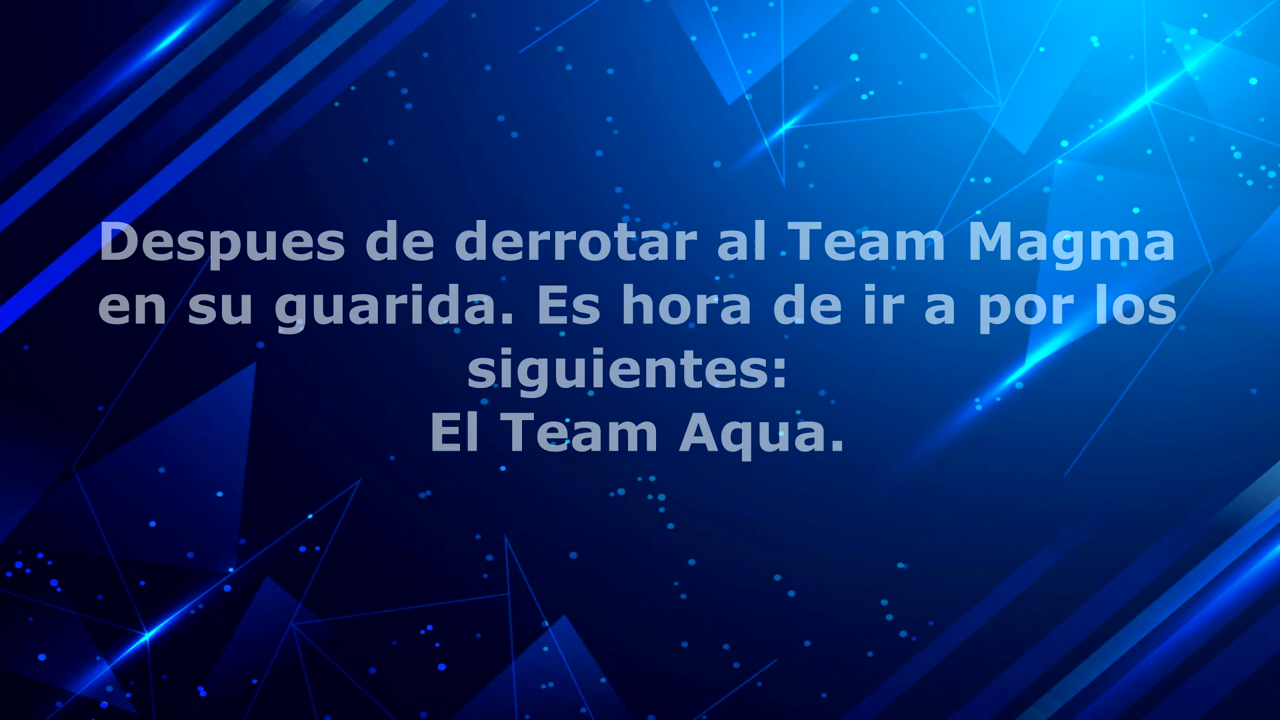 Despues de derrotar al Team Magma
en su guarida. Es hora de ir a por los
siguientes:
El Team Aqua.